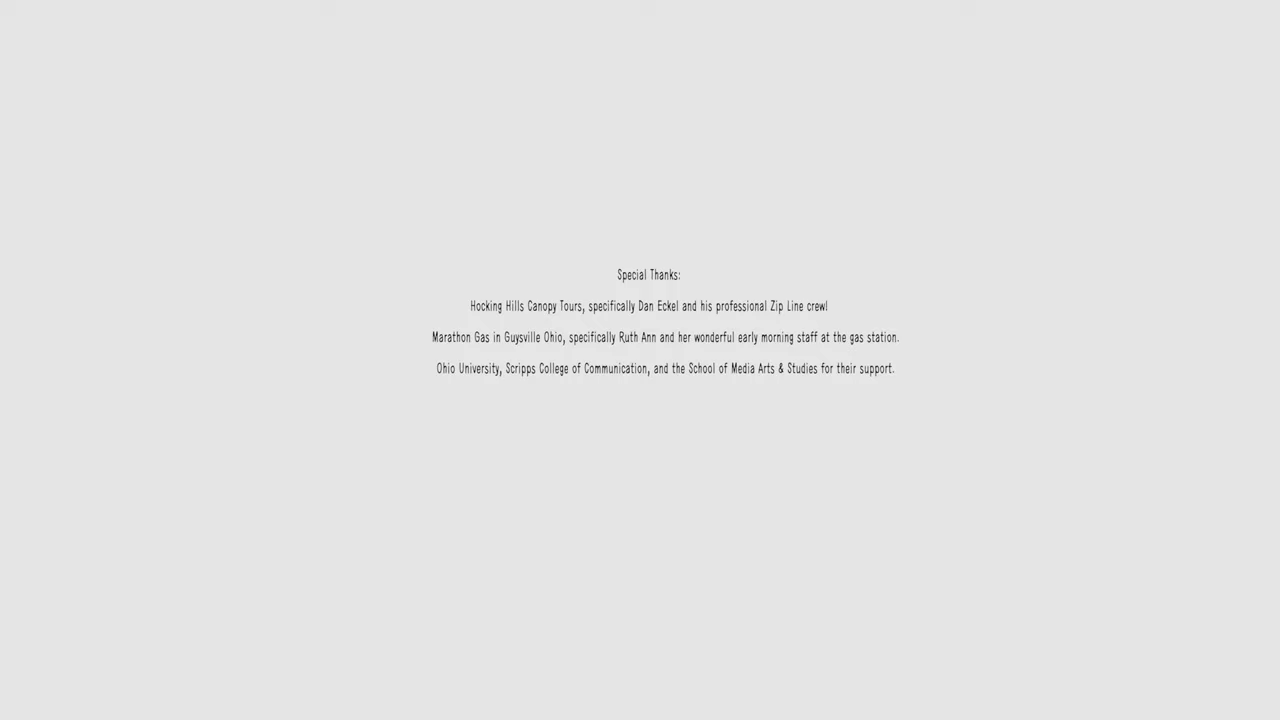 Special Thanks:
Hocking Hills Canopy Tours, specifically Dan Eckel and his professional Zip Line crew!
Marathon Gas in Guysville Ohio, specifically Ruth Ann and her wonderful early morning staff at the gas station.
Ohio University, Scripps College of Communication, and the School of Media Arts & Studies for their support.